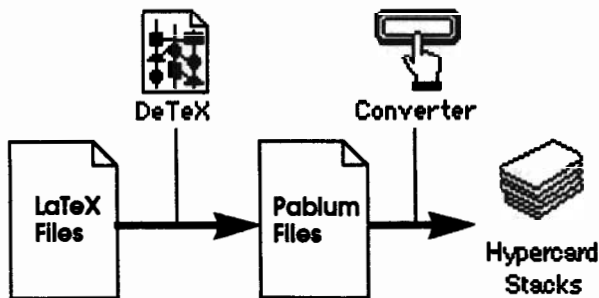 DeTeX
Converter
LaTeX
Files
Pablum
Files
Hypercard
Stacks